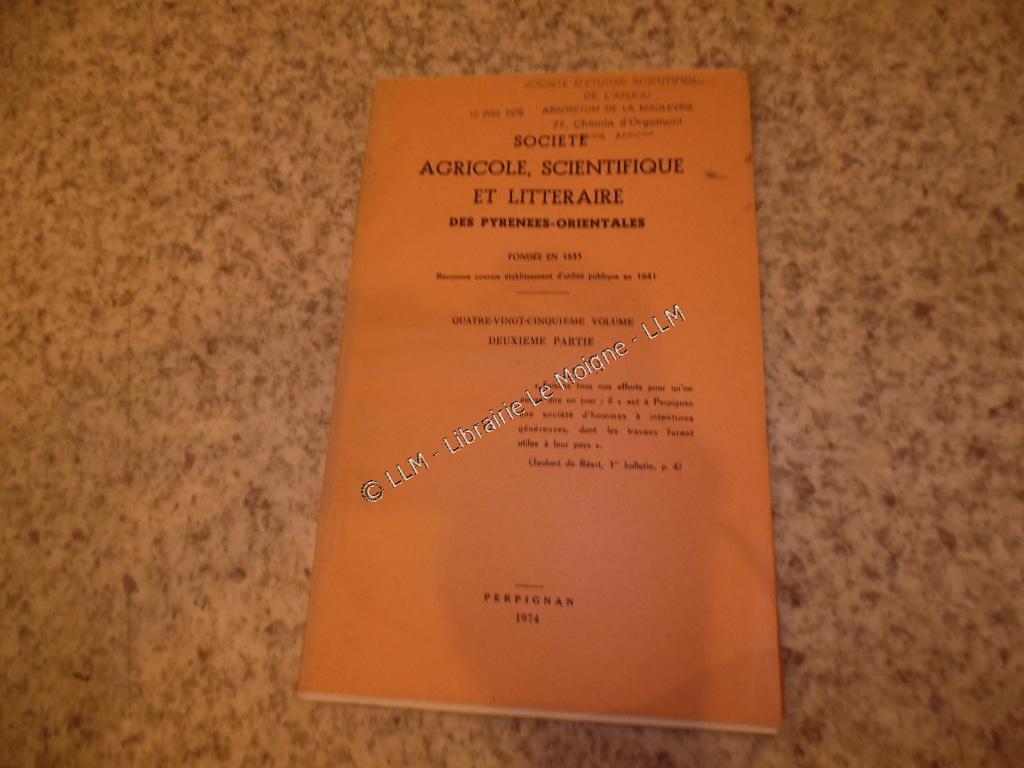 SOCIETE D'ETUDES SCIENTIFIQUES
DE L'ANJOU
15 AVR. 1976 ARBORETUM DE LA MAULEVRIE
77, Chemin d'Orgemont
SOCIETE
AGRICOLE, SCIENTIFIQUE
ET LITTERAIRE
DES PYRENEES-ORIENTALES
FONDÉE EN 1833
Reconnue comme établissement d'utilité publique en 1841
QUATRE-VINGT-CINQUIEME VOLUME
DEUXIEME PARTIE
tous nos efforts pour qu'on
dire un jour : il y eut à Perpignan
une société d'hommes à intentions
généreuses, dont les travaux furent
utiles à leur pays ».
(Jaubert de Réart, 1er bulletin, p. 4)
© LLM - Librairie Le Moigne - LLM
PERPIGNAN
1974